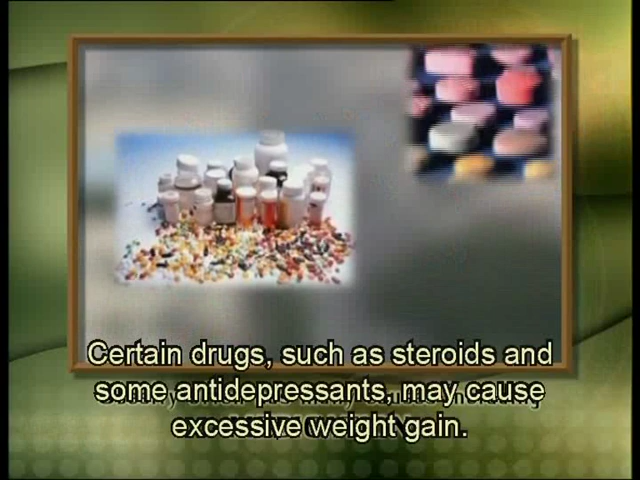 Certain drugs, such as steroids and
some antidepressants, may cause
excessive weight gain.